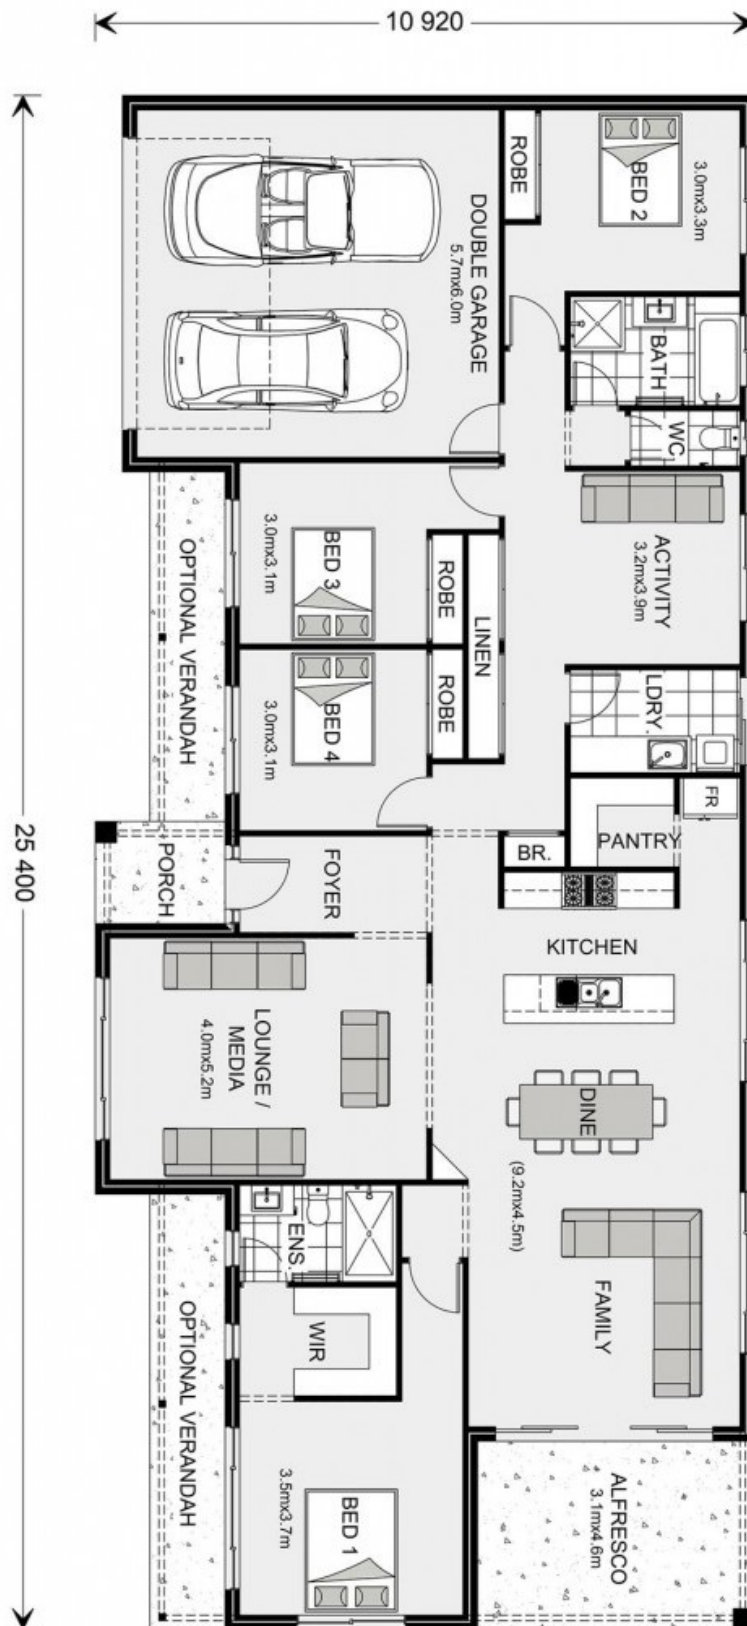 10 920
25 400
ROBE
BED 2
3.0mx3.3m
DOUBLE GARAGE
5.7mx6.0m
BATH
WC
ACTIVITY
3.2mx3.9m
OPTIONAL VERANDAH
BED 3
3.0mx3.1m
ROBE
LINEN
BED 4
3.0mx3.1m
ROBE
LDRY.
FR
PANTRY
BR.
PORCH
FOYER
KITCHEN
LOUNGE /
MEDIA
4.0mx5.2m
DINE
(9.2mx4.5m)
FAMILY
ENS.
WIR
OPTIONAL VERANDAH
BED 1
3.5mx3.7m
ALFRESCO
3.1mx4.6m